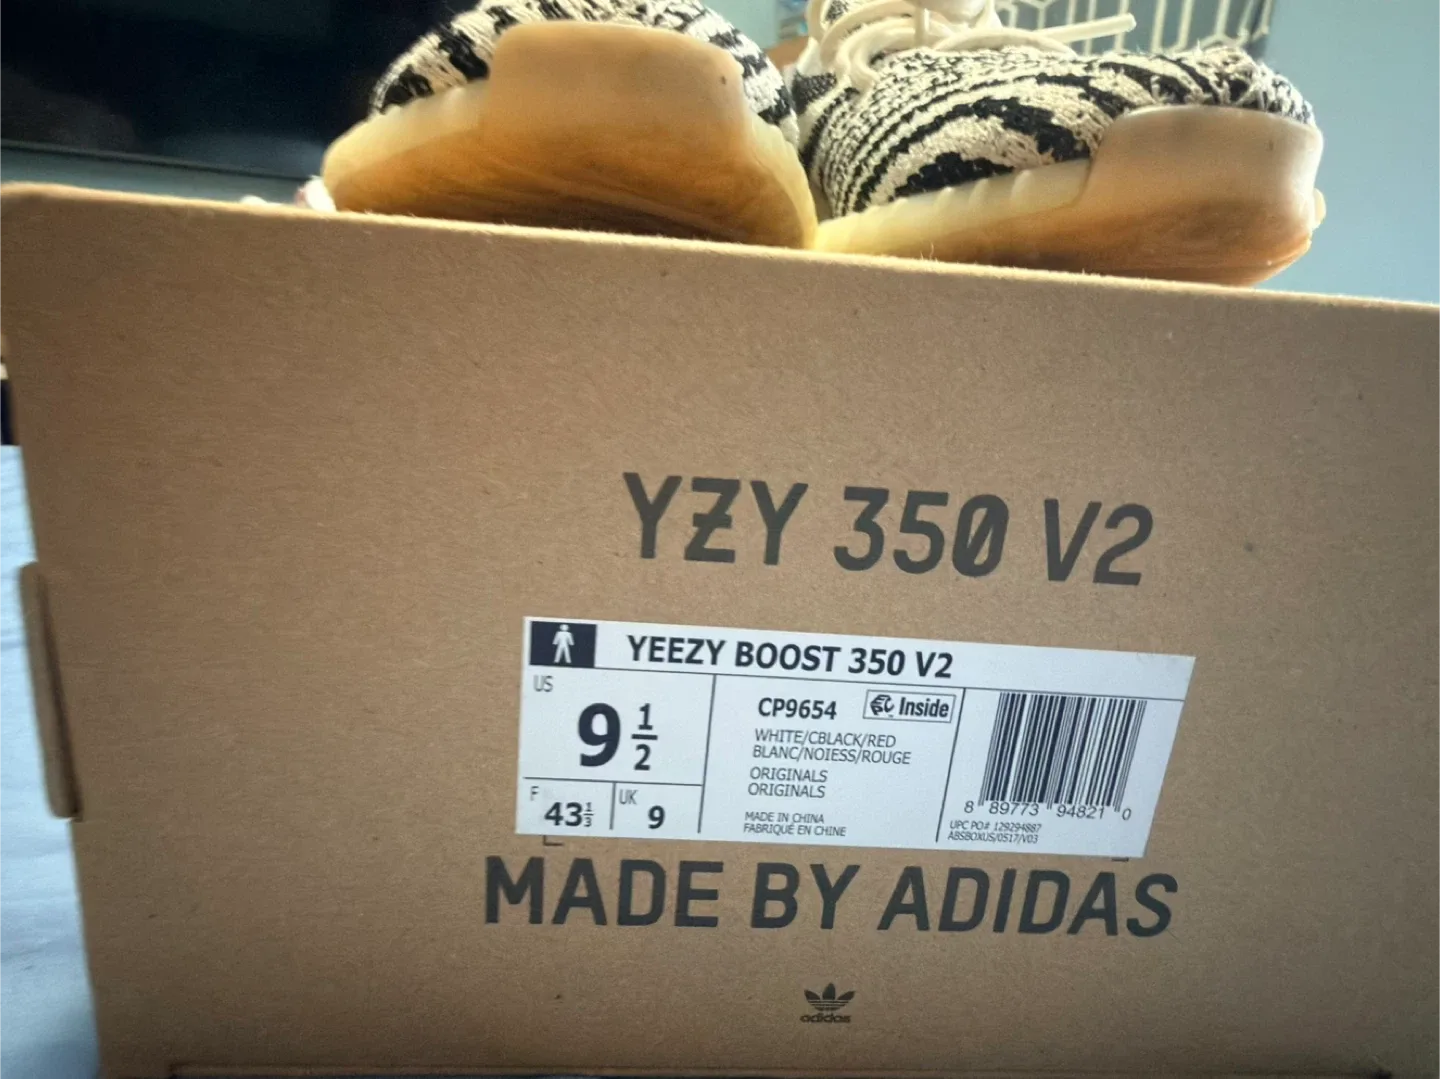 YZY 350 V2
YEEZY BOOST 350 V2
US
9 1/2
F
43 1/3
UK
9
CP9654
Inside
WHITE/CBLACK/RED
BLANC/NOIESS/ROUGE
ORIGINALS
ORIGINALS
MADE IN CHINA
FABRIQUÉ EN CHINE
8 89773 94821 0
UPC PO# 129294887
ABSBOXUS/0517/V03
MADE BY ADIDAS
adidas